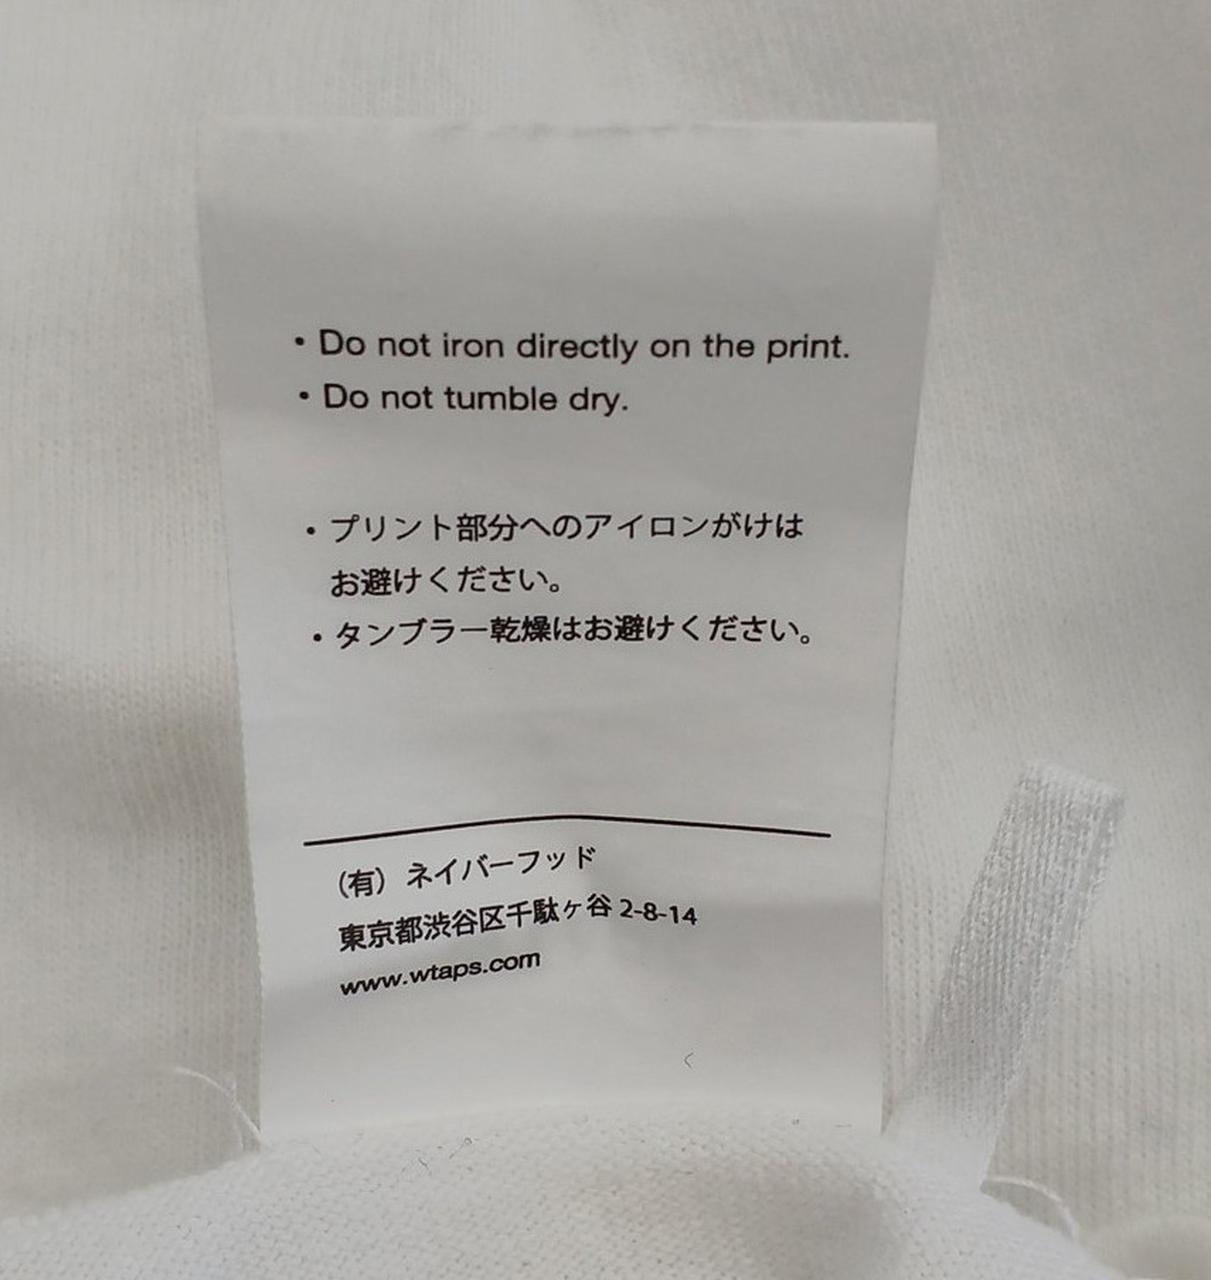 ・Do not iron directly on the print.
・Do not tumble dry.
・プリント部分へのアイロンがけは
お避けください。
・タンブラー乾燥はお避けください。
（有）ネイバーフッド
東京都渋谷区千駄ヶ谷 2-8-14
www.wtaps.com